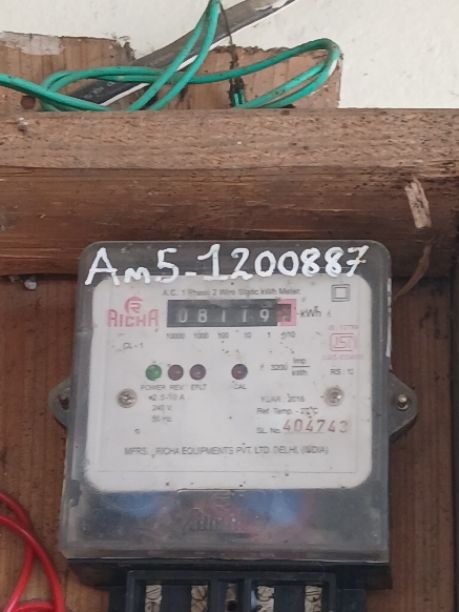 Am5-1200887
A.C. 1 Phase 2 Wire Static kWh Meter
RICHA
08119
kWh
10000 1000 100 10 1 1/10
CL-1
3200 Imp/kWh
POWER REV EFLT CAL
240 V
50 Hz
YEAR 2016
SL No. 404743
MFRS. RICHA EQUIPMENTS PVT. LTD. DELHI, (INDIA)